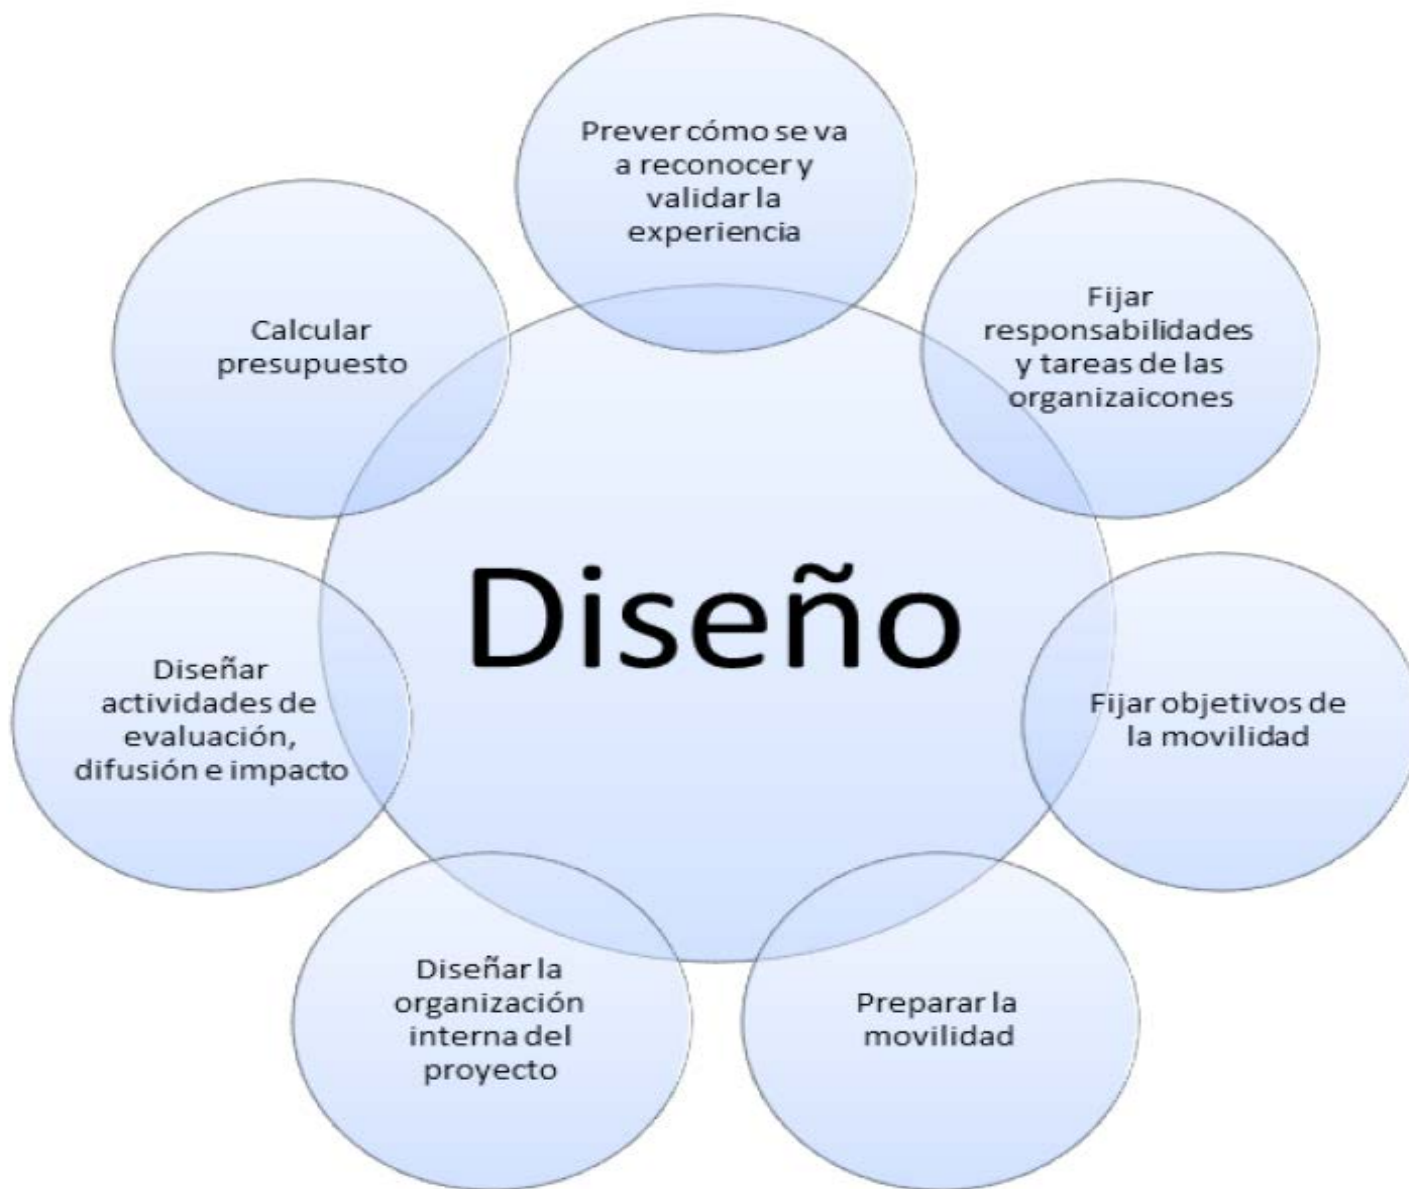 Prever cómo se va
a reconocer y
validar la
experiencia
Fijar
responsabilidades
y tareas de las
organizaicones
Fijar objetivos de
la movilidad
Preparar la
movilidad
Diseñar la
organización
interna del
proyecto
Diseñar
actividades de
evaluación,
difusión e impacto
Calcular
presupuesto
Diseño